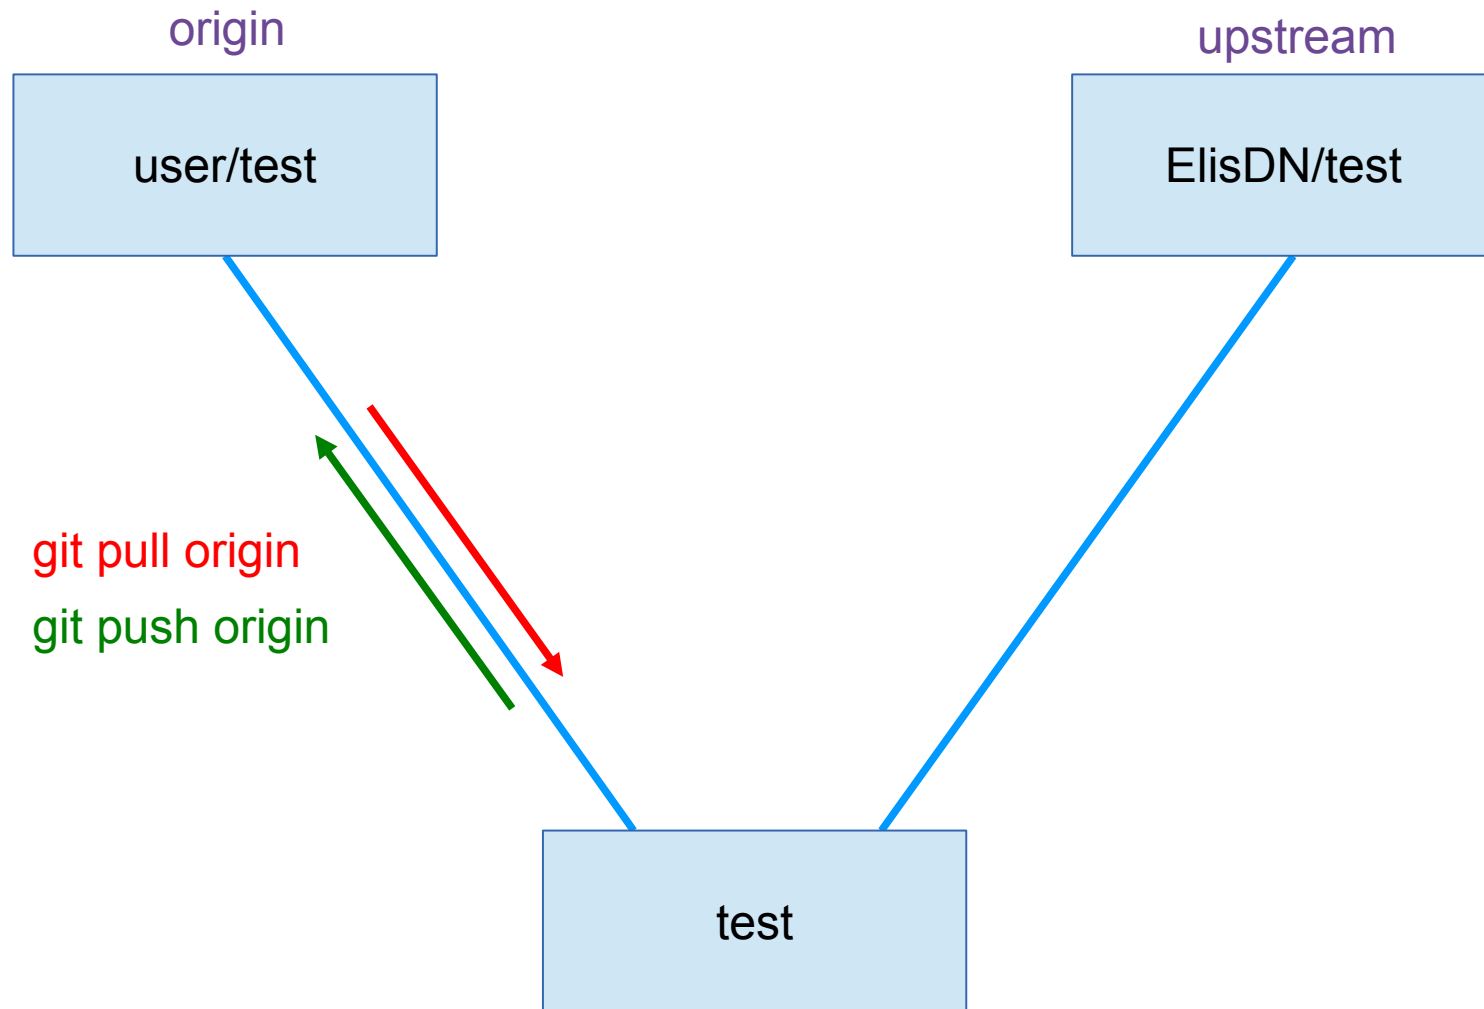 origin
upstream
user/test
ElisDN/test
git pull origin
git push origin
test